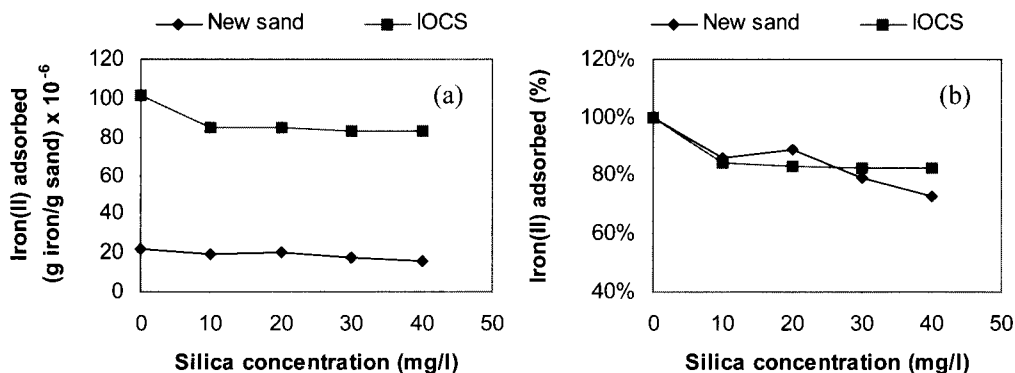 New sand IOCS
Iron(II) adsorbed
(g iron/g sand) x 10⁻⁶
120
100
80
60
40
20
0
(a)
0 10 20 30 40 50
Silica concentration (mg/l)
New sand IOCS
Iron(II) adsorbed (%)
120%
100%
80%
60%
40%
(b)
0 10 20 30 40 50
Silica concentration (mg/l)